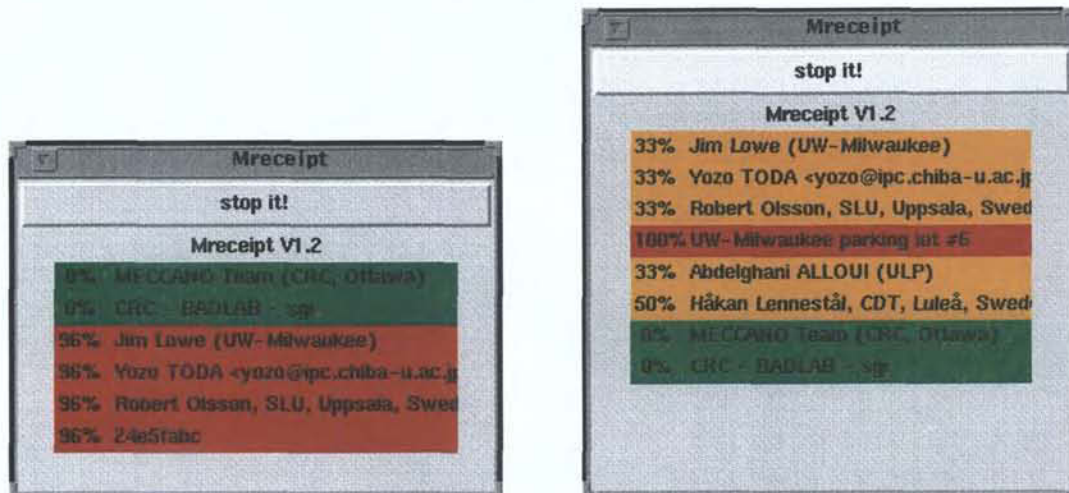 Mreceipt
stop it!
Mreceipt V1.2
0% MECCANO Team (CRC, Ottawa)
0% CRC - BADLAB - sgi
96% Jim Lowe (UW-Milwaukee)
96% Yozo TODA <yozo@ipc.chiba-u.ac.jp
96% Robert Olsson, SLU, Uppsala, Swed
96% 24e5fabc
Mreceipt
stop it!
Mreceipt V1.2
33% Jim Lowe (UW-Milwaukee)
33% Yozo TODA <yozo@ipc.chiba-u.ac.jp
33% Robert Olsson, SLU, Uppsala, Swed
100% UW-Milwaukee parking lot #6
33% Abdelghani ALLOUI (ULP)
50% Håkan Lennestål, CDT, Luleå, Swed
0% MECCANO Team (CRC, Ottawa)
0% CRC - BADLAB - sgi